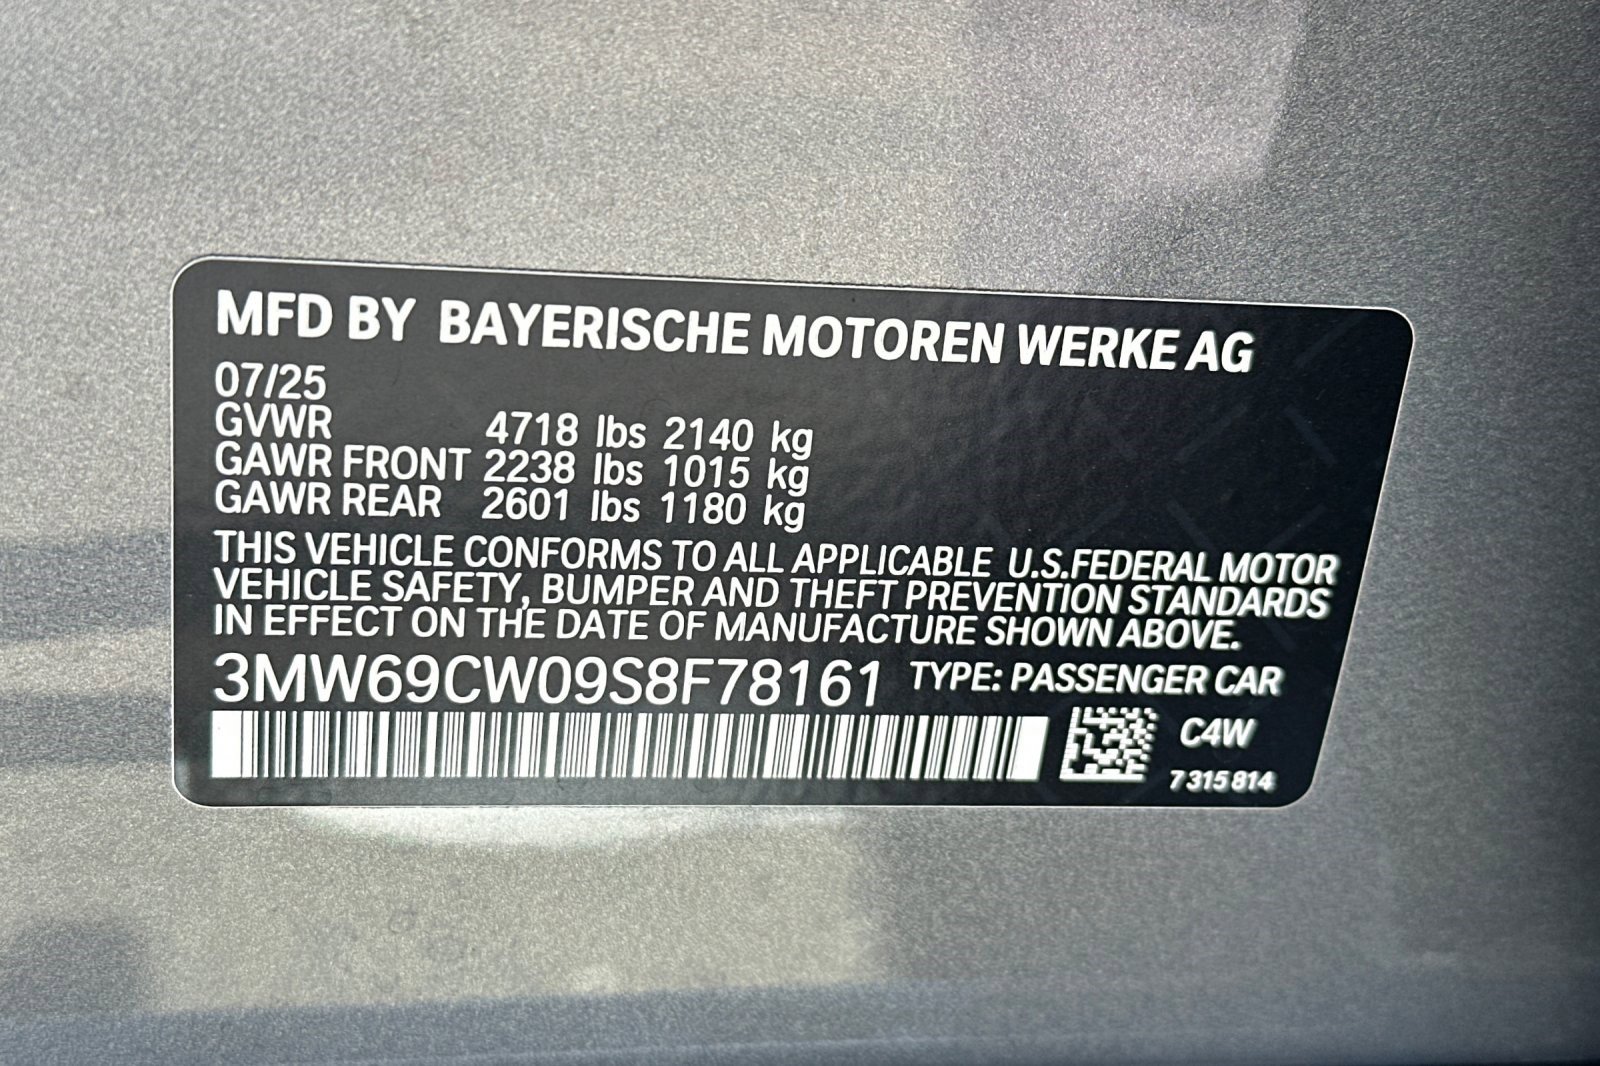 MFD BY BAYERISCHE MOTOREN WERKE AG
07/25
GVWR 4718 lbs 2140 kg
GAWR FRONT 2238 lbs 1015 kg
GAWR REAR 2601 lbs 1180 kg
THIS VEHICLE CONFORMS TO ALL APPLICABLE U.S.FEDERAL MOTOR
VEHICLE SAFETY, BUMPER AND THEFT PREVENTION STANDARDS
IN EFFECT ON THE DATE OF MANUFACTURE SHOWN ABOVE.
3MW69CW09S8F78161 TYPE: PASSENGER CAR
C4W
7 315 814